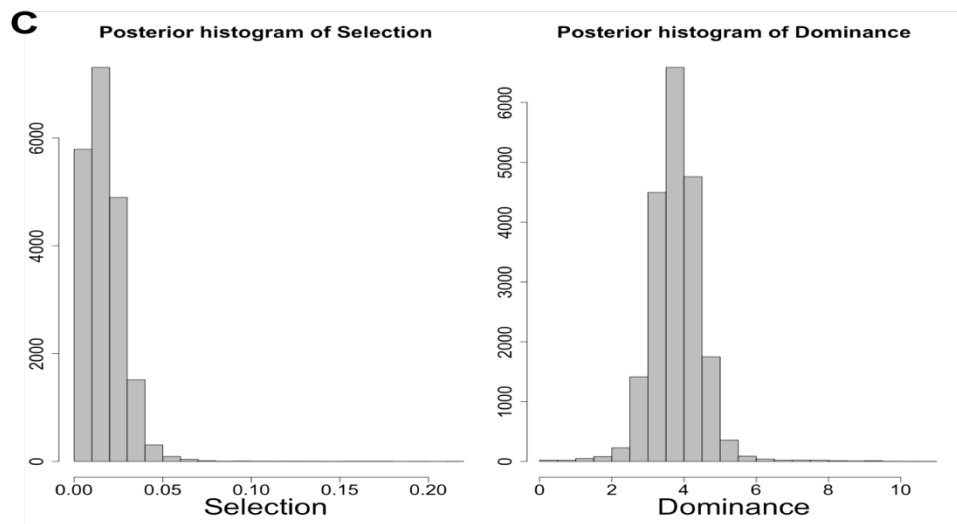 C
Posterior histogram of Selection
6000
4000
2000
0
0.00 0.05 0.10 0.15 0.20
Selection
Posterior histogram of Dominance
6000
5000
4000
3000
2000
1000
0
0 2 4 6 8 10
Dominance